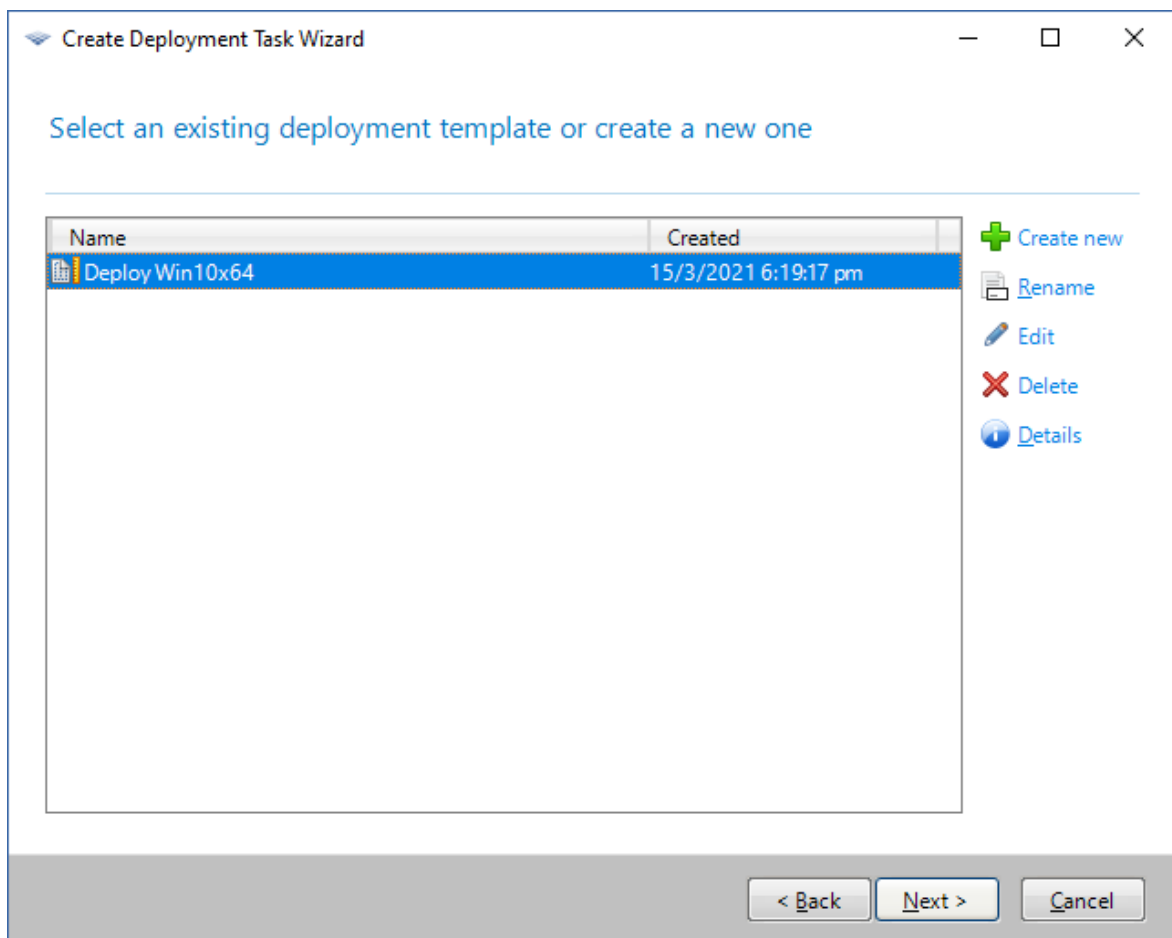 Create Deployment Task Wizard
Select an existing deployment template or create a new one
Name Created
Deploy Win10x64 15/3/2021 6:19:17 pm
Create new
Rename
Edit
Delete
Details
< Back Next > Cancel